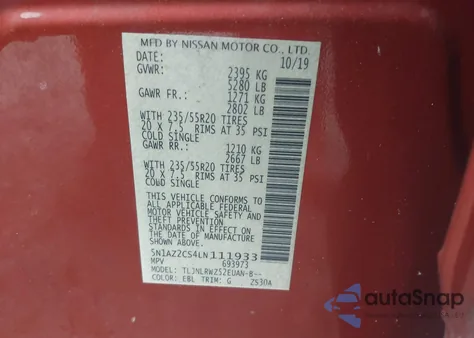 MFD BY NISSAN MOTOR CO., LTD.
DATE: 10/19
GVWR: 2395 KG
5280 LB
GAWR FR.: 1271 KG
2802 LB
WITH 235/55R20 TIRES
20 X 7.5 RIMS AT 35 PSI
COLD SINGLE
GAWR RR.: 1210 KG
2667 LB
WITH 235/55R20 TIRES
20 X 7.5 RIMS AT 35 PSI
COLD SINGLE
THIS VEHICLE CONFORMS TO
ALL APPLICABLE FEDERAL
MOTOR VEHICLE SAFETY AND
THEFT PREVENTION
STANDARDS IN EFFECT ON
THE DATE OF MANUFACTURE
SHOWN ABOVE.
5N1AZ2CS4LN111933
MPV 693973
MODEL: TLJNLRWZ52EUAN-B--
COLOR: EBL TRIM: G Z530A
autoSnap